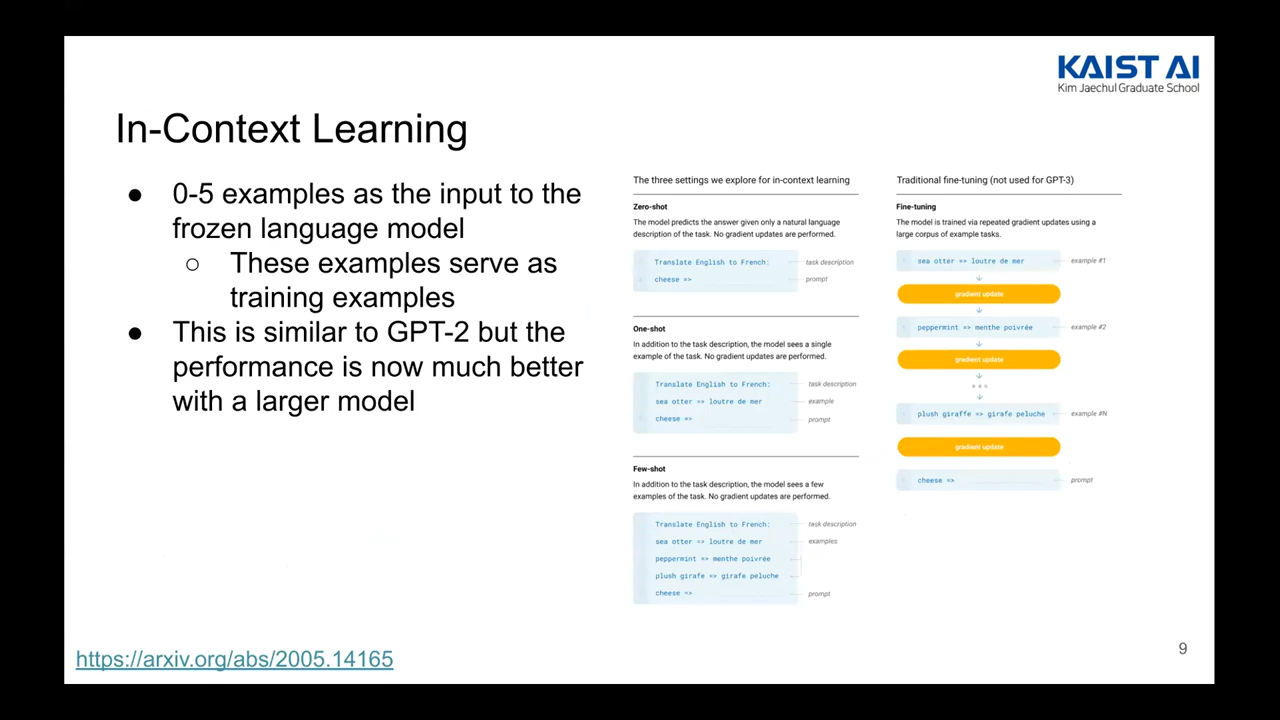 KAIST AI
Kim Jaechul Graduate School
In-Context Learning
● 0-5 examples as the input to the
frozen language model
○ These examples serve as
training examples
● This is similar to GPT-2 but the
performance is now much better
with a larger model
The three settings we explore for in-context learning
Zero-shot
The model predicts the answer given only a natural language
description of the task. No gradient updates are performed.
Translate English to French: task description
cheese => prompt
One-shot
In addition to the task description, the model sees a single
example of the task. No gradient updates are performed.
Translate English to French: task description
sea otter => loutre de mer example
cheese => prompt
Few-shot
In addition to the task description, the model sees a few
examples of the task. No gradient updates are performed.
Translate English to French: task description
sea otter => loutre de mer examples
peppermint => menthe poivrée
plush girafe => girafe peluche
cheese => prompt
Traditional fine-tuning (not used for GPT-3)
Fine-tuning
The model is trained via repeated gradient updates using a
large corpus of example tasks.
sea otter => loutre de mer example #1
gradient update
peppermint => menthe poivrée example #2
gradient update
plush giraffe => girafe peluche example #N
gradient update
cheese => prompt
https://arxiv.org/abs/2005.14165
9